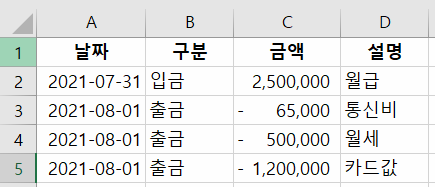 A B C D
1 날짜 구분 금액 설명
2 2021-07-31 입금 2,500,000 월급
3 2021-08-01 출금 - 65,000 통신비
4 2021-08-01 출금 - 500,000 월세
5 2021-08-01 출금 - 1,200,000 카드값